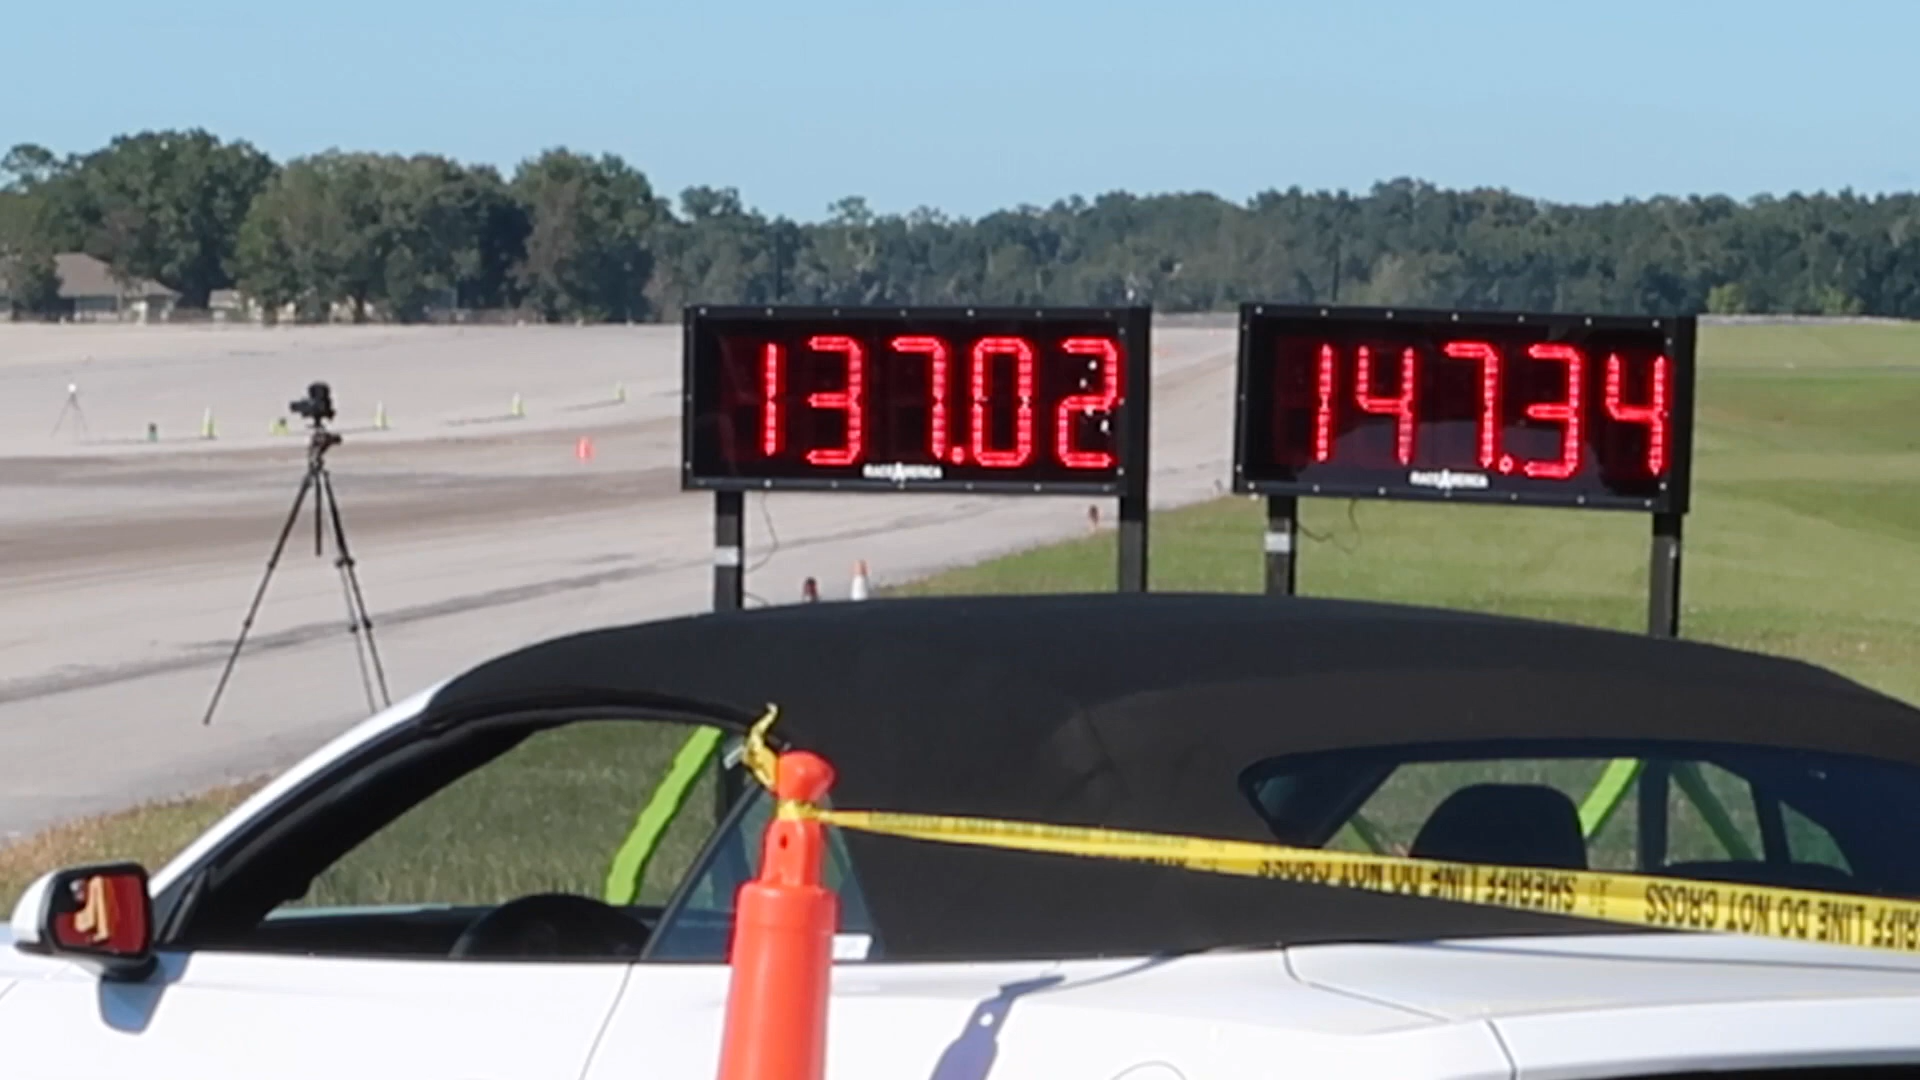 137.02
147.34
RACEAMERICA
RACEAMERICA
SHERIFF LINE DO NOT CROSS
SHERIFF LINE DO NOT CROSS